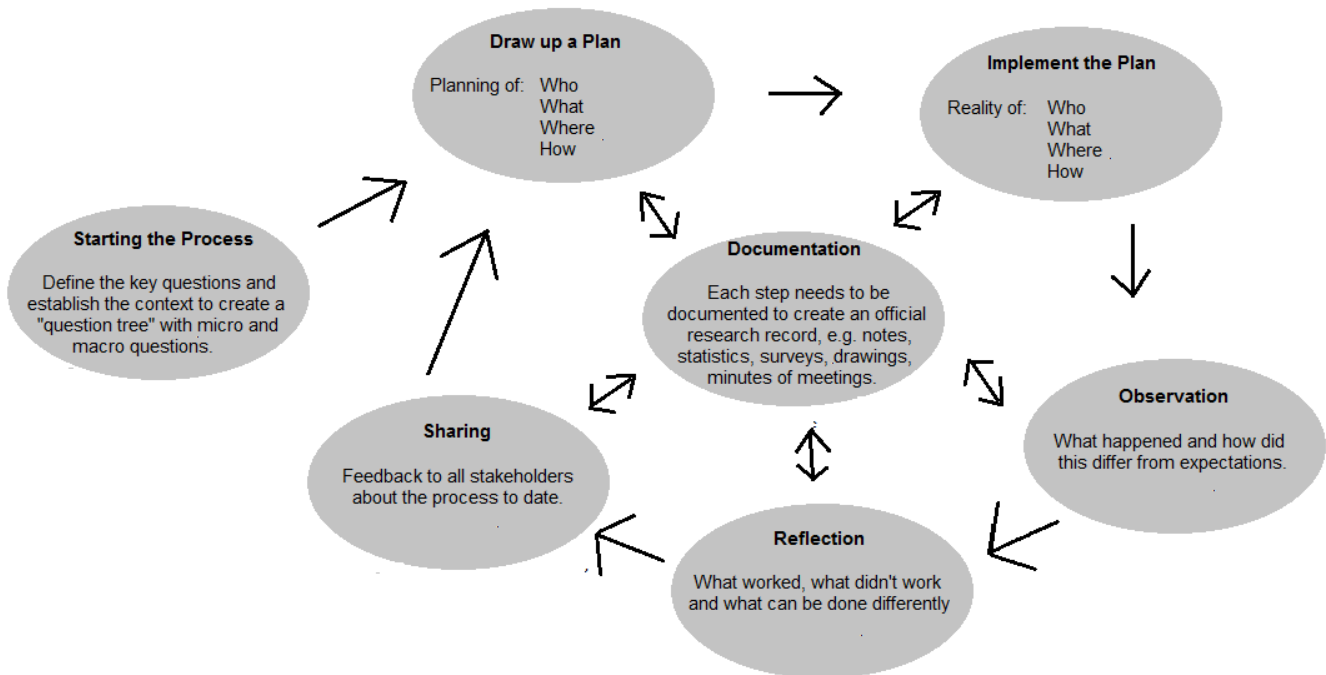 Draw up a Plan
Planning of: Who
What
Where
How
Implement the Plan
Reality of: Who
What
Where
How
Starting the Process
Define the key questions and
establish the context to create a
"question tree" with micro and
macro questions.
Documentation
Each step needs to be
documented to create an official
research record, e.g. notes,
statistics, surveys, drawings,
minutes of meetings.
Observation
What happened and how did
this differ from expectations.
Sharing
Feedback to all stakeholders
about the process to date.
Reflection
What worked, what didn't work
and what can be done differently